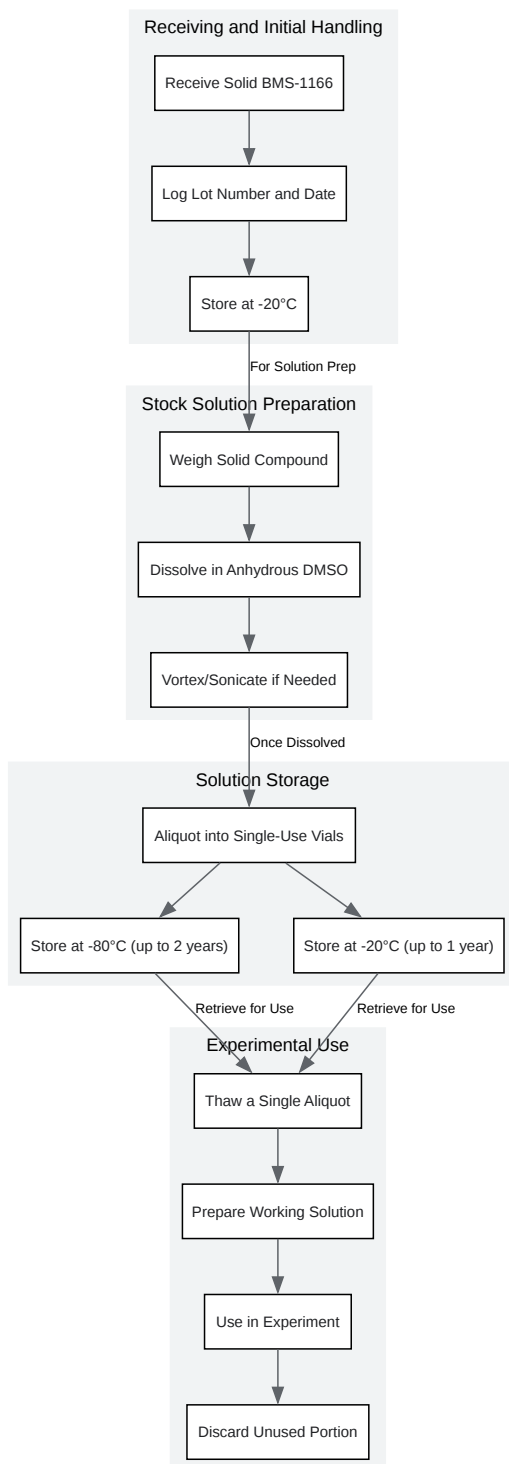 Receiving and Initial Handling
Receive Solid BMS-1166
Log Lot Number and Date
Store at -20°C
For Solution Prep
Stock Solution Preparation
Weigh Solid Compound
Dissolve in Anhydrous DMSO
Vortex/Sonicate if Needed
Once Dissolved
Solution Storage
Aliquot into Single-Use Vials
Store at -80°C (up to 2 years)
Store at -20°C (up to 1 year)
Retrieve for Use
Retrieve for Use
Experimental Use
Thaw a Single Aliquot
Prepare Working Solution
Use in Experiment
Discard Unused Portion